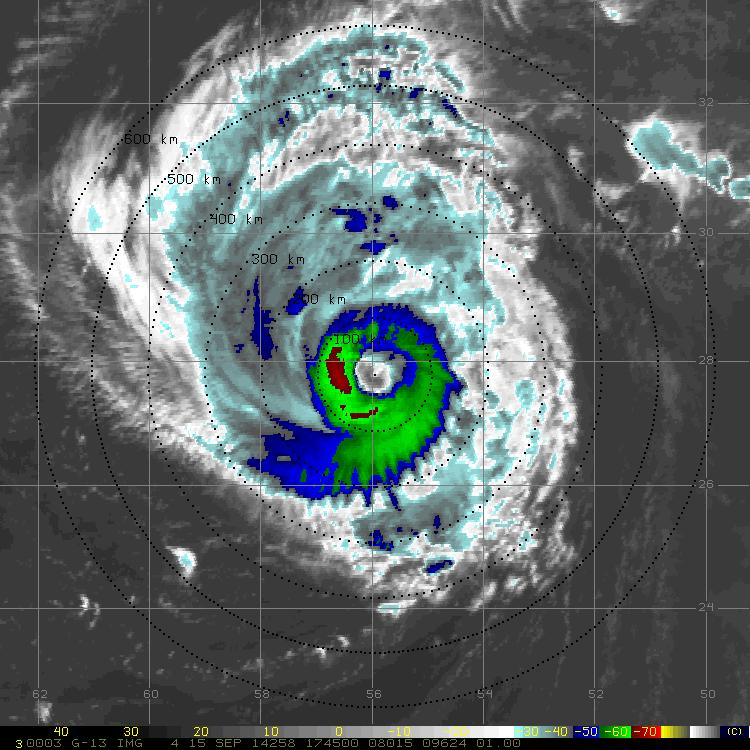 32
600 km
500 km
400 km
30
300 km
200 km
100 km
28
26
24
62 60 58 56 54 52 50
40 30 20 10 0 -10 -20 -30 -40 -50 -60 -70 (C)
3 0003 G-13 IMG 4 15 SEP 14258 174500 08015 09624 01.00